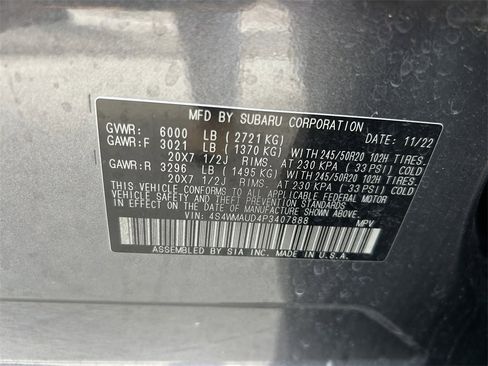 MFD BY SUBARU CORPORATION
GVWR: 6000 LB ( 2721 KG) DATE: 11/22
GAWR:F 3021 LB ( 1370 KG) WITH 245/50R20 102H TIRES.
20X7 1/2J RIMS. AT 230 KPA ( 33 PSI) COLD
GAWR:R 3296 LB ( 1495 KG) WITH 245/50R20 102H TIRES.
20X7 1/2J RIMS. AT 230 KPA ( 33 PSI) COLD
THIS VEHICLE CONFORMS TO ALL APPLICABLE FEDERAL MOTOR
VEHICLE SAFETY AND THEFT PREVENTION STANDARDS
IN EFFECT ON THE DATE OF MANUFACTURE SHOWN ABOVE.
VIN: 4S4WMAUD4P3407888 MPV
ASSEMBLED BY SIA INC. MADE IN U.S.A.